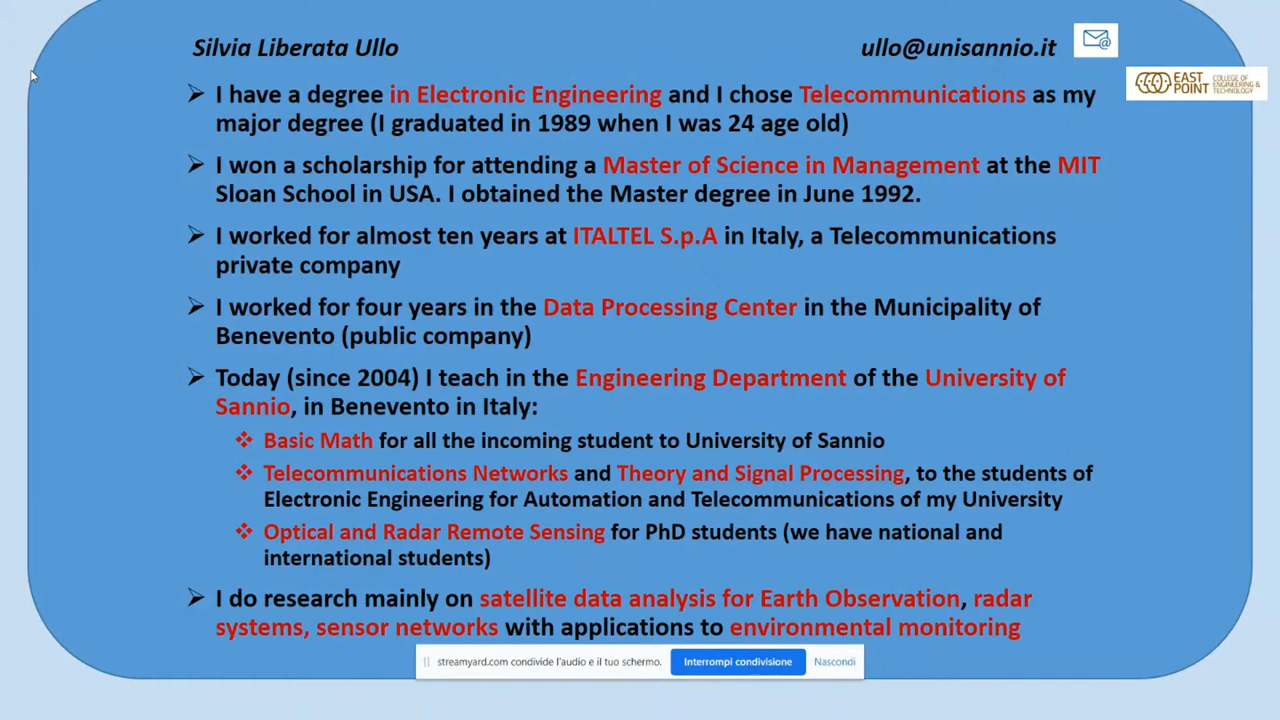 Silvia Liberata Ullo
ullo@unisannio.it
EAST POINT COLLEGE OF ENGINEERING & TECHNOLOGY
I have a degree in Electronic Engineering and I chose Telecommunications as my
major degree (I graduated in 1989 when I was 24 age old)
I won a scholarship for attending a Master of Science in Management at the MIT
Sloan School in USA. I obtained the Master degree in June 1992.
I worked for almost ten years at ITALTEL S.p.A in Italy, a Telecommunications
private company
I worked for four years in the Data Processing Center in the Municipality of
Benevento (public company)
Today (since 2004) I teach in the Engineering Department of the University of
Sannio, in Benevento in Italy:
Basic Math for all the incoming student to University of Sannio
Telecommunications Networks and Theory and Signal Processing, to the students of
Electronic Engineering for Automation and Telecommunications of my University
Optical and Radar Remote Sensing for PhD students (we have national and
international students)
I do research mainly on satellite data analysis for Earth Observation, radar
systems, sensor networks with applications to environmental monitoring
streamyard.com condivide l'audio e il tuo schermo. Interrompi condivisione Nascondi